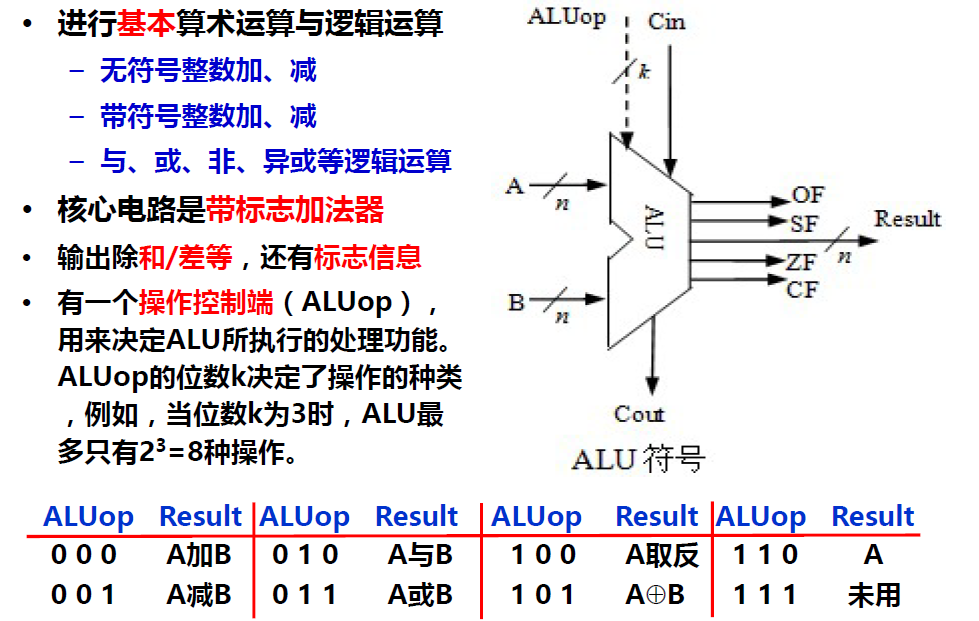 • 进行基本算术运算与逻辑运算
– 无符号整数加、减
– 带符号整数加、减
– 与、或、非、异或等逻辑运算
• 核心电路是带标志加法器
• 输出除和/差等，还有标志信息
• 有一个操作控制端（ALUop），
用来决定ALU所执行的处理功能。
ALUop的位数k决定了操作的种类
，例如，当位数k为3时，ALU最
多只有2³=8种操作。
ALUop Cin
k
A n
ALU
OF
SF
Result
n
ZF
CF
B n
Cout
ALU 符号
ALUop Result ALUop Result ALUop Result ALUop Result
0 0 0 A加B 0 1 0 A与B 1 0 0 A取反 1 1 0 A
0 0 1 A减B 0 1 1 A或B 1 0 1 A⊕B 1 1 1 未用